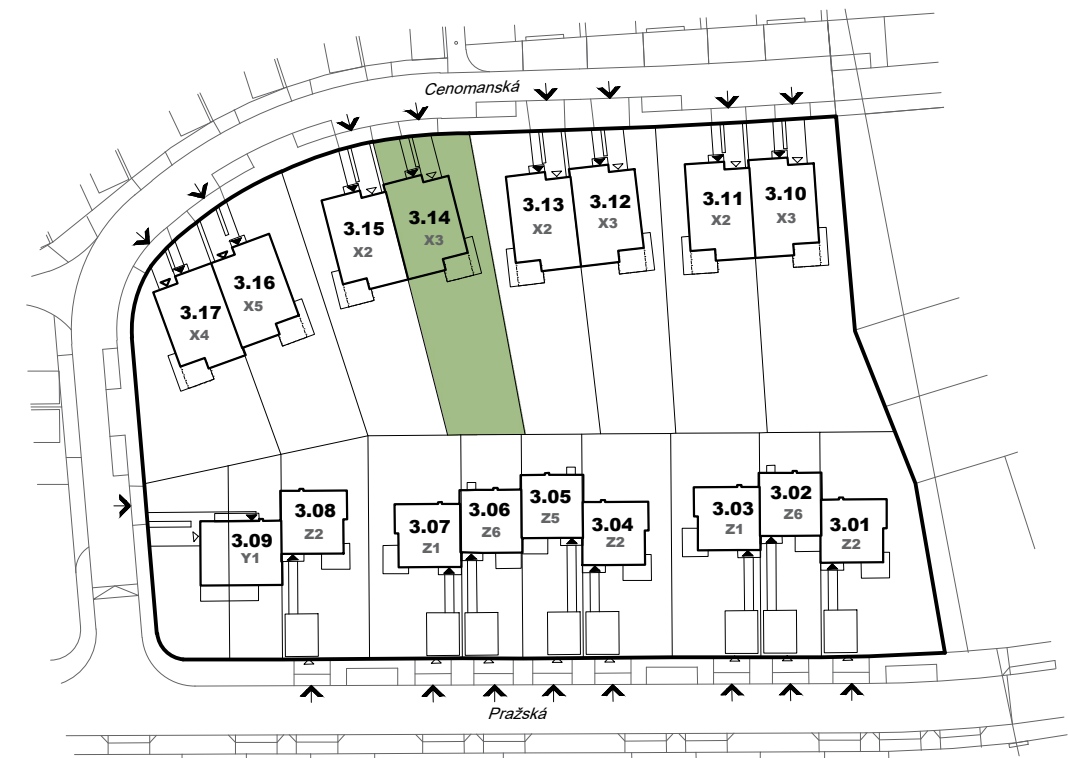 Cenomanská
3.15
X2
3.14
X3
3.13
X2
3.12
X3
3.11
X2
3.10
X3
3.17
X4
3.16
X5
3.09
Y1
3.08
Z2
3.07
Z1
3.06
Z6
3.05
Z5
3.04
Z2
3.03
Z1
3.02
Z6
3.01
Z2
Pražská